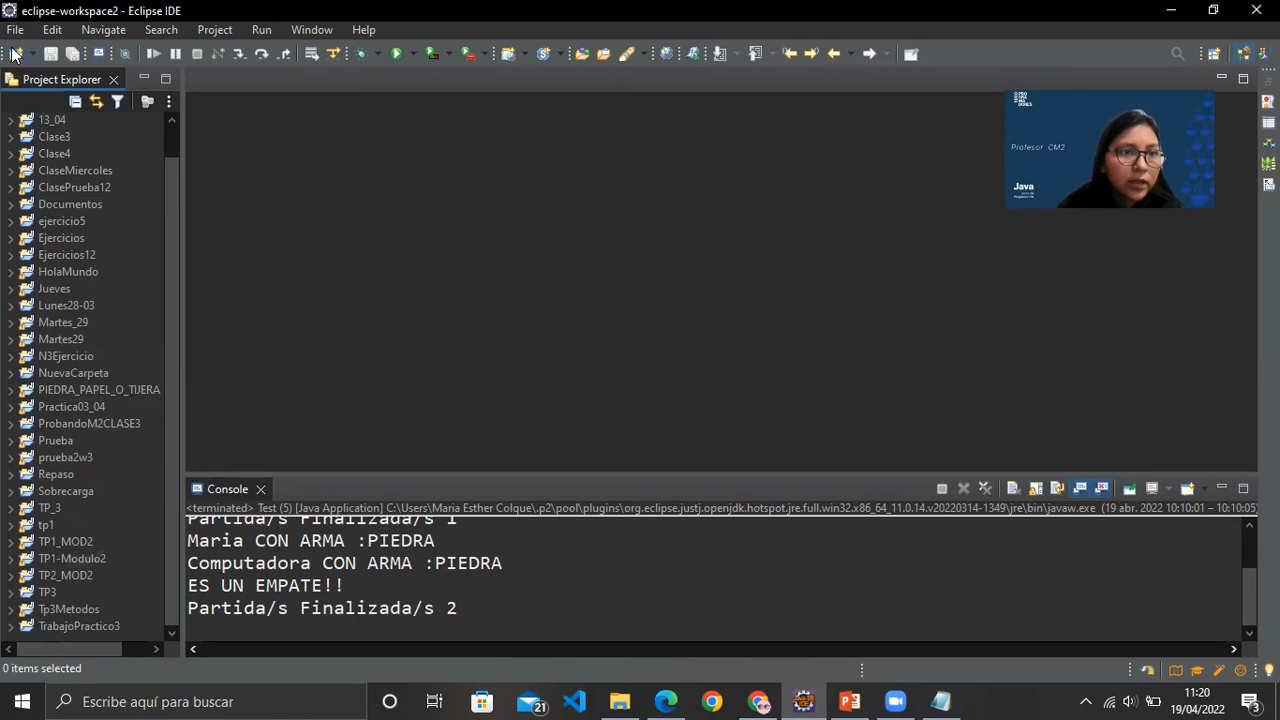 eclipse-workspace2 - Eclipse IDE
File Edit Navigate Search Project Run Window Help
Project Explorer
13_04
Clase3
Clase4
ClaseMiercoles
ClasePrueba12
Documentos
ejercicio5
Ejercicios
Ejercicios12
HolaMundo
Jueves
Lunes28-03
Martes_29
Martes29
N3Ejercicio
NuevaCarpeta
PIEDRA_PAPEL_O_TIJERA
Practica03_04
ProbandoM2CLASE3
Prueba
prueba2w3
Repaso
Sobrecarga
TP_3
tp1
TP1_MOD2
TP1-Modulo2
TP2_MOD2
TP3
Tp3Metodos
TrabajoPractico3
Profesor CM2
Java
Console
<terminated> Test (5) [Java Application] C:\Users\Maria Esther Colque\.p2\pool\plugins\org.eclipse.justj.openjdk.hotspot.jre.full.win32.x86_64_11.0.14.v20220314-1349\jre\bin\javaw.exe (19 abr. 2022 10:10:01 – 10:10:05)
Partida/s Finalizada/s 1
Maria CON ARMA :PIEDRA
Computadora CON ARMA :PIEDRA
ES UN EMPATE!!
Partida/s Finalizada/s 2
0 items selected
Escribe aquí para buscar
21
11:20
19/04/2022
3